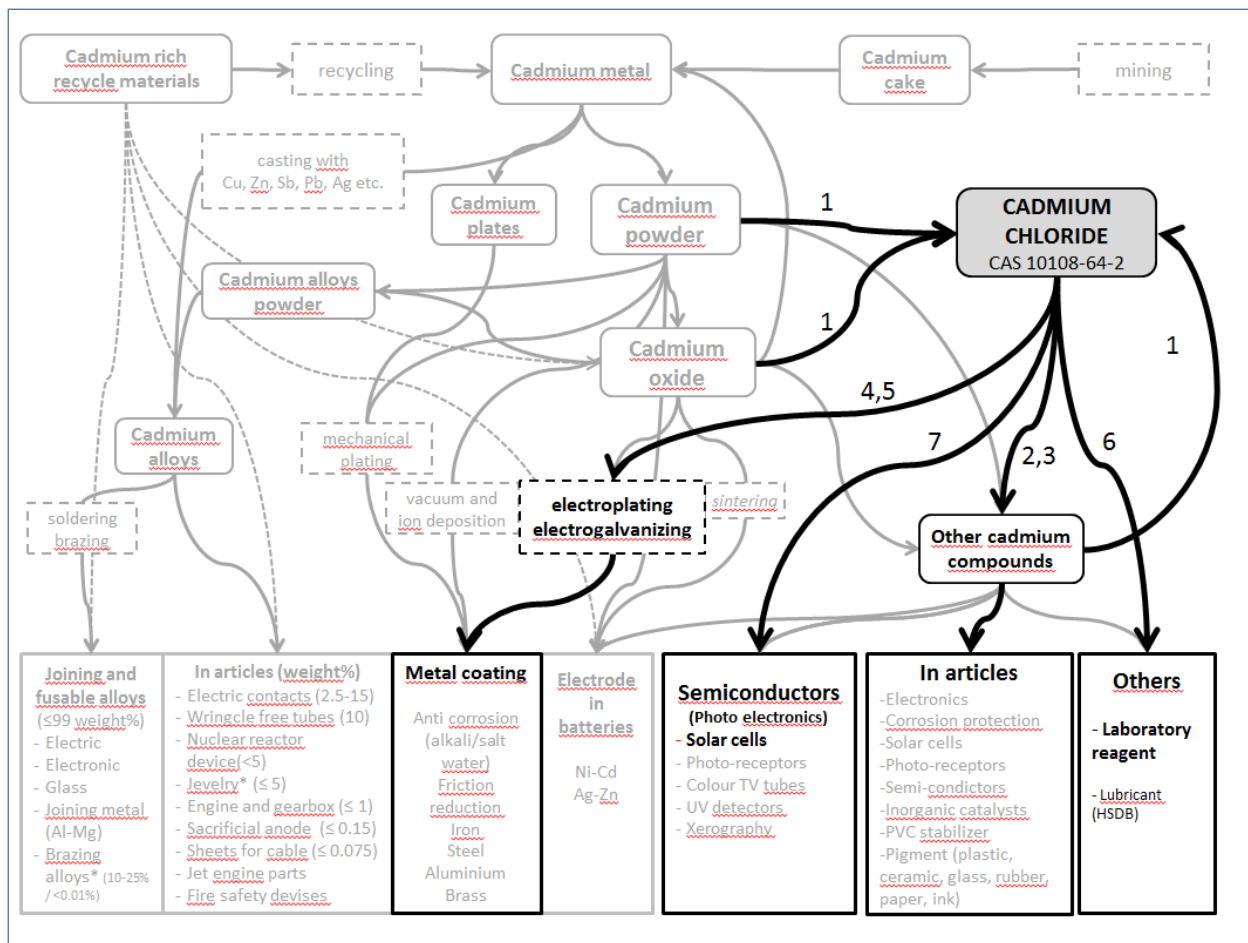 Cadmium rich
recycle materials
recycling
Cadmium metal
Cadmium
cake
mining
casting with
Cu, Zn, Sb, Pb, Ag etc.
Cadmium
plates
Cadmium
powder
1
CADMIUM
CHLORIDE
CAS 10108-64-2
Cadmium alloys
powder
1
1
Cadmium
oxide
4,5
Cadmium
alloys
mechanical
plating
7
2,3
6
soldering
brazing
vacuum and
ion deposition
electroplating
electrogalvanizing
sintering
Other cadmium
compounds
Joining and
fusable alloys
(≤99 weight%)
- Electric
- Electronic
- Glass
- Joining metal
(Al-Mg)
- Brazing
alloys* (10-25%
/ <0.01%)
In articles (weight%)
- Electric contacts (2.5-15)
- Wringcle free tubes (10)
- Nuclear reactor
device(<5)
- Jevelry* (≤ 5)
- Engine and gearbox (≤ 1)
- Sacrificial anode (≤ 0.15)
- Sheets for cable (≤ 0.075)
- Jet engine parts
- Fire safety devises
Metal coating
Anti corrosion
(alkali/salt
water)
Friction
reduction
Iron
Steel
Aluminium
Brass
Electrode
in
batteries
Ni-Cd
Ag-Zn
Semiconductors
(Photo electronics)
- Solar cells
- Photo-receptors
- Colour TV tubes
- UV detectors
- Xerography
In articles
-Electronics
-Corrosion protection
-Solar cells
-Photo-receptors
-Semi-condictors
-Inorganic catalysts
-PVC stabilizer
-Pigment (plastic,
ceramic, glass, rubber,
paper, ink)
Others
- Laboratory
reagent
- Lubricant
(HSDB)